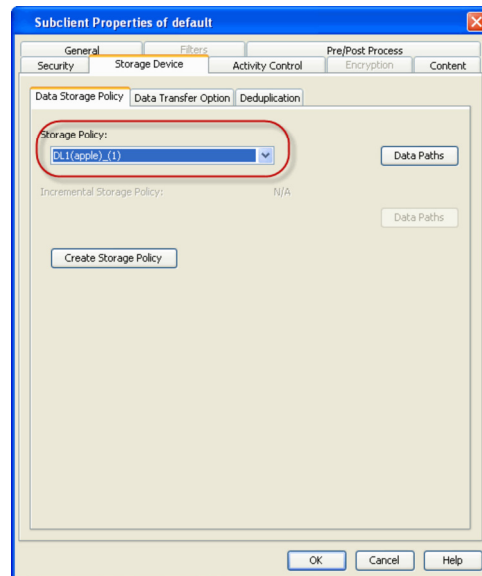 Subclient Properties of default
General Filters Pre/Post Process
Security Storage Device Activity Control Encryption Content
Data Storage Policy Data Transfer Option Deduplication
Storage Policy:
DL1(apple)_(1) Data Paths
Incremental Storage Policy: N/A
Data Paths
Create Storage Policy
OK Cancel Help